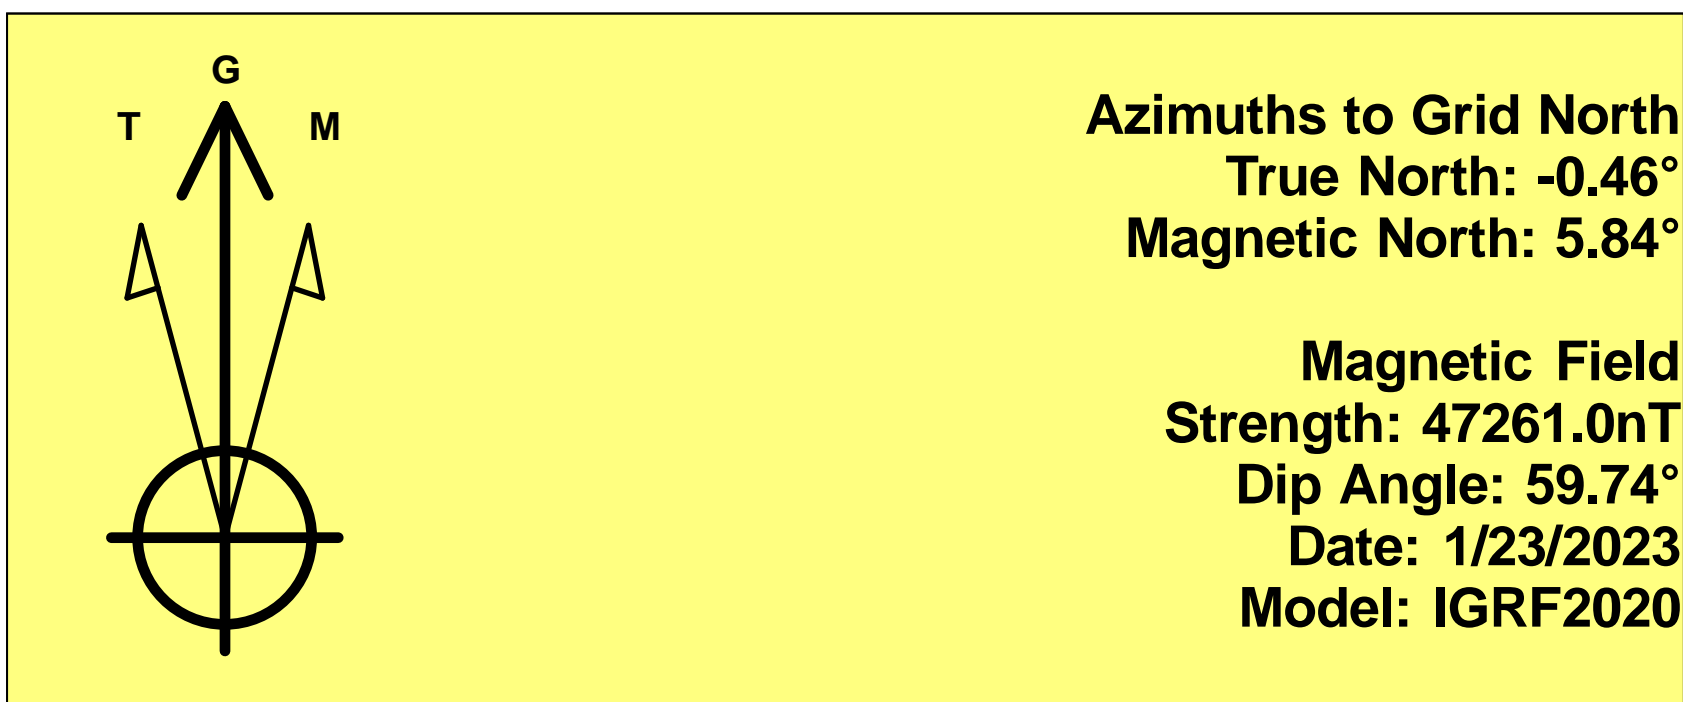 G
T
M
Azimuths to Grid North
True North: -0.46°
Magnetic North: 5.84°
Magnetic Field
Strength: 47261.0nT
Dip Angle: 59.74°
Date: 1/23/2023
Model: IGRF2020